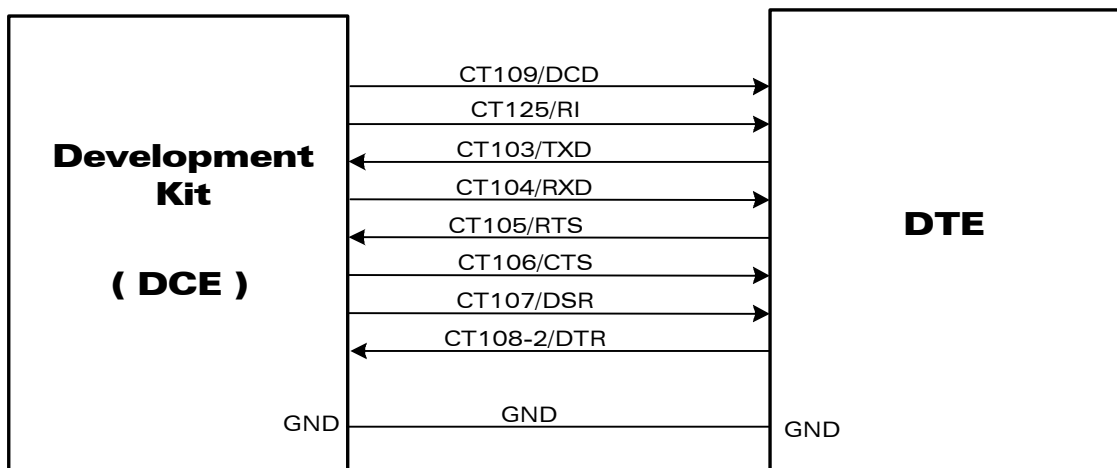 CT109/DCD
CT125/RI
CT103/TXD
CT104/RXD
CT105/RTS
CT106/CTS
CT107/DSR
CT108-2/DTR
Development
Kit
( DCE )
DTE
GND
GND
GND